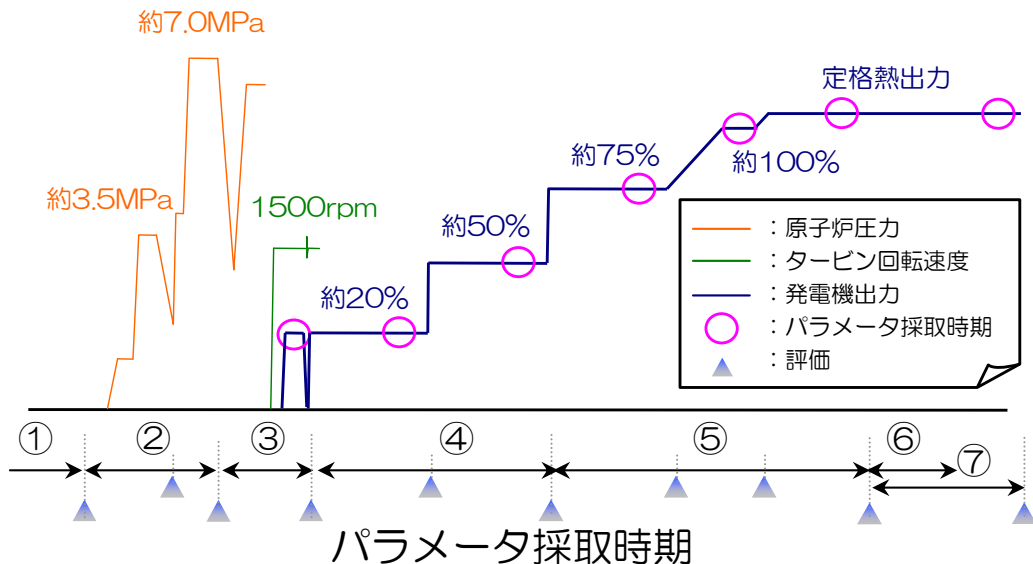 約7.0MPa
定格熱出力
約75%
約100%
約3.5MPa
1500rpm
約50%
約20%
：原子炉圧力
：タービン回転速度
：発電機出力
：パラメータ採取時期
：評価
① ② ③ ④ ⑤ ⑥
⑦
パラメータ採取時期